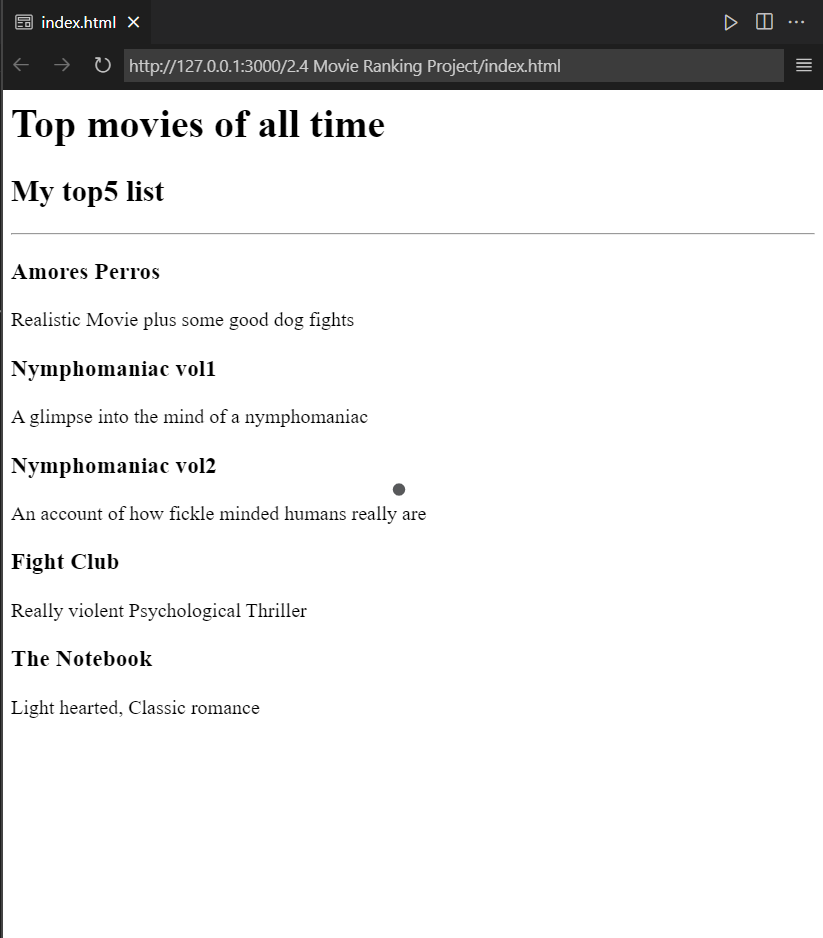 index.html
http://127.0.0.1:3000/2.4 Movie Ranking Project/index.html
Top movies of all time
My top5 list
Amores Perros
Realistic Movie plus some good dog fights
Nymphomaniac vol1
A glimpse into the mind of a nymphomaniac
Nymphomaniac vol2
An account of how fickle minded humans really are
Fight Club
Really violent Psychological Thriller
The Notebook
Light hearted, Classic romance